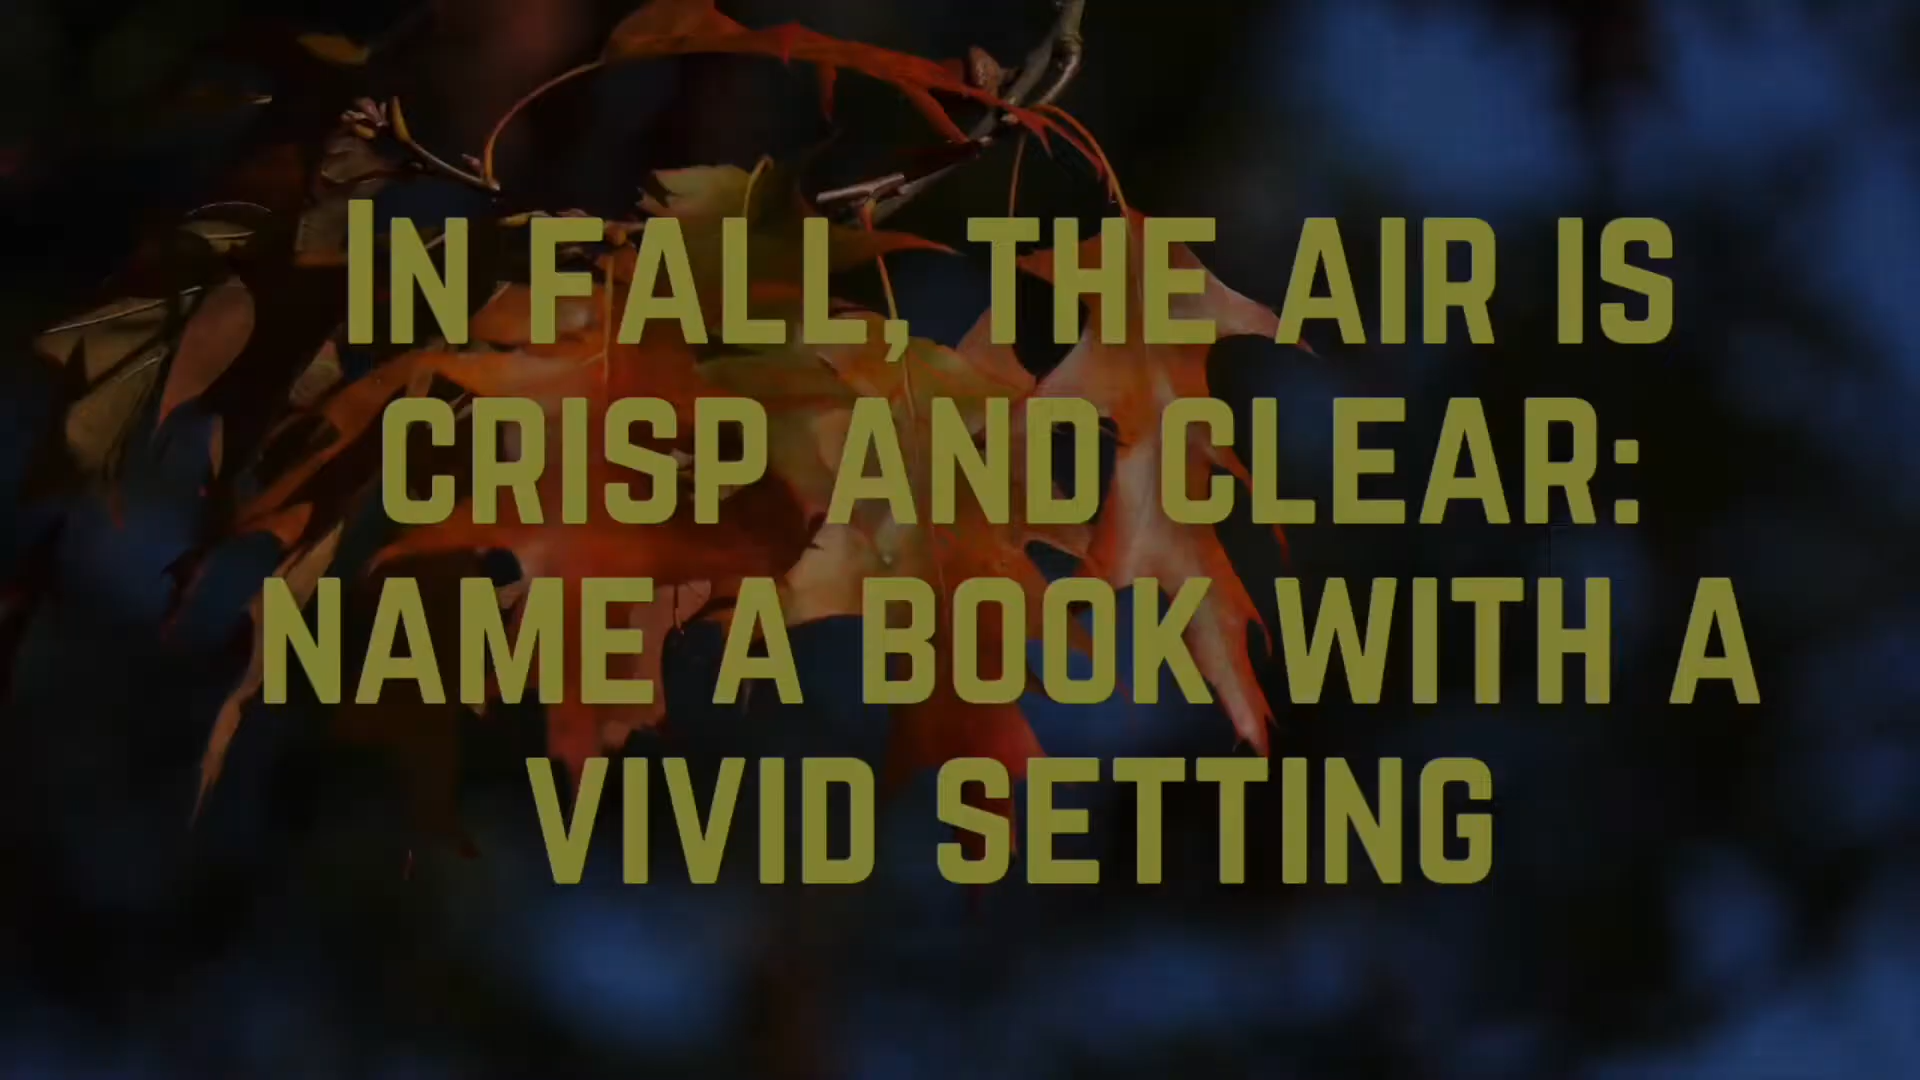 In fall, the air is
crisp and clear:
name a book with a
vivid setting